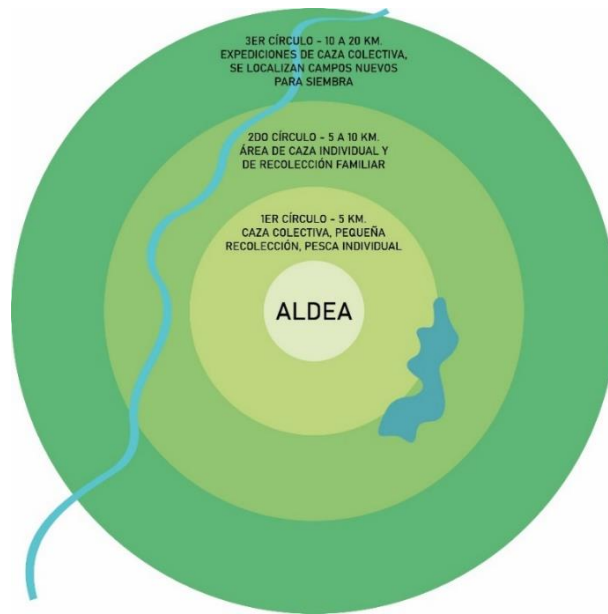 3ER CÍRCULO - 10 A 20 KM.
EXPEDICIONES DE CAZA COLECTIVA,
SE LOCALIZAN CAMPOS NUEVOS
PARA SIEMBRA
2DO CÍRCULO - 5 A 10 KM.
ÁREA DE CAZA INDIVIDUAL Y
DE RECOLECCIÓN FAMILIAR
1ER CÍRCULO - 5 KM.
CAZA COLECTIVA, PEQUEÑA
RECOLECCIÓN, PESCA INDIVIDUAL
ALDEA